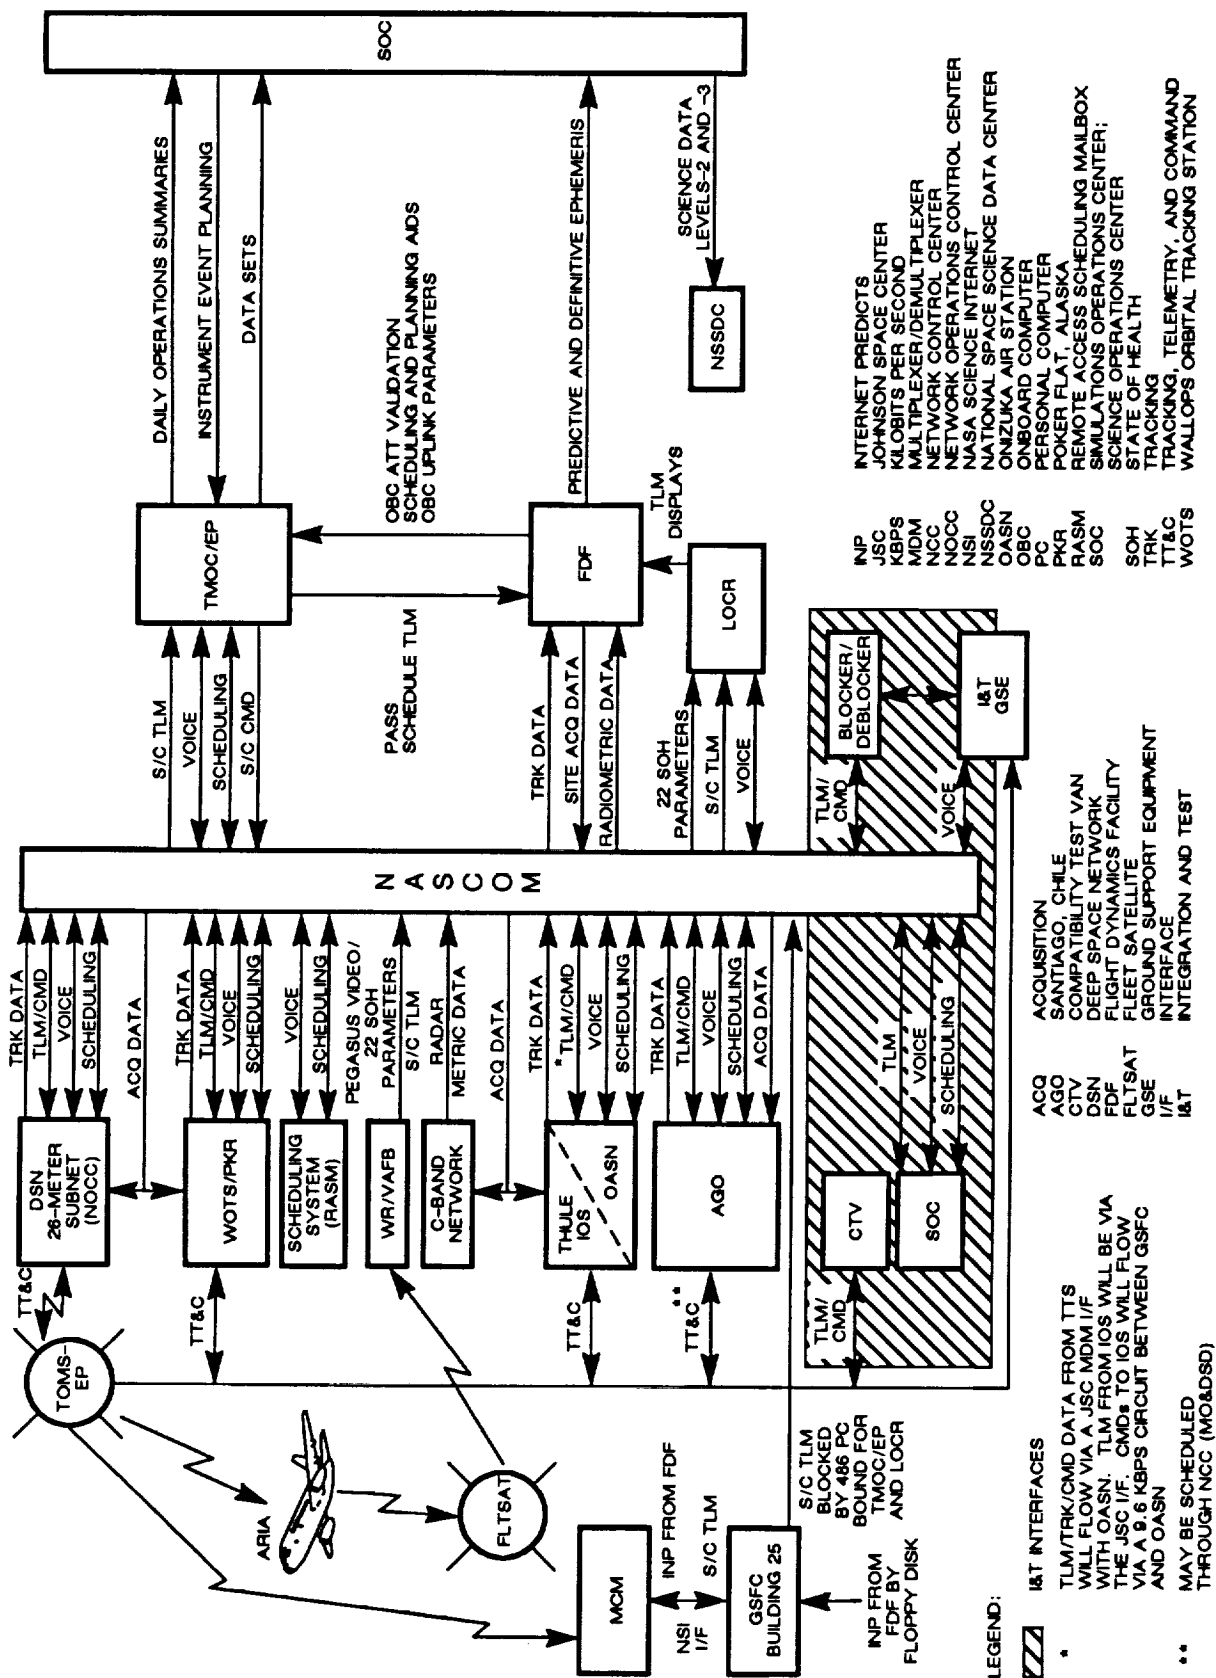 TOMS-
EP
ARIA
FLTSAT
MCM
NSI
I/F
INP FROM FDF
S/C TLM
GSFC
BUILDING 25
INP FROM
FDF BY
FLOPPY DISK
S/C TLM
BLOCKED
BY 486 PC
BOUND FOR
TMOC/EP
AND LOCR
TT&C
DSN
26-METER
SUBNET
(NOCC)
TRK DATA
TLM/CMD
VOICE
SCHEDULING
ACQ DATA
TT&C
WOTS/PKR
TRK DATA
TLM/CMD
VOICE
SCHEDULING
SCHEDULING
SYSTEM
(RASM)
VOICE
SCHEDULING
WR/VAFB
PEGASUS VIDEO/
22 SOH
PARAMETERS
S/C TLM
C-BAND
NETWORK
RADAR
METRIC DATA
ACQ DATA
TT&C
THULE
IOS
OASN
TRK DATA
* TLM/CMD
VOICE
SCHEDULING
**
TT&C
AGO
TRK DATA
TLM/CMD
VOICE
SCHEDULING
ACQ DATA
TLM/
CMD
CTV
SOC
TLM
VOICE
SCHEDULING
NASCOM
S/C TLM
VOICE
SCHEDULING
S/C CMD
TMOC/EP
PASS
SCHEDULE TLM
OBC ATT VALIDATION
SCHEDULING AND PLANNING AIDS
OBC UPLINK PARAMETERS
TRK DATA
SITE ACQ DATA
RADIOMETRIC DATA
FDF
TLM
DISPLAYS
22 SOH
PARAMETERS
S/C TLM
VOICE
LOCR
TLM/
CMD
BLOCKER/
DEBLOCKER
VOICE
I&T
GSE
DAILY OPERATIONS SUMMARIES
INSTRUMENT EVENT PLANNING
DATA SETS
PREDICTIVE AND DEFINITIVE EPHEMERIS
SCIENCE DATA
LEVELS-2 AND -3
NSSDC
SOC
LEGEND:
I&T INTERFACES
* TLM/TRK/CMD DATA FROM TTS
WILL FLOW VIA A JSC MDM I/F
WITH OASN. TLM FROM IOS WILL BE VIA
THE JSC I/F. CMDs TO IOS WILL FLOW
VIA A 9.6 KBPS CIRCUIT BETWEEN GSFC
AND OASN
** MAY BE SCHEDULED
THROUGH NCC (MO&DSD)
ACQ ACQUISITION
AGO SANTIAGO, CHILE
CTV COMPATIBILITY TEST VAN
DSN DEEP SPACE NETWORK
FDF FLIGHT DYNAMICS FACILITY
FLTSAT FLEET SATELLITE
GSE GROUND SUPPORT EQUIPMENT
I/F INTERFACE
I&T INTEGRATION AND TEST
INP INTERNET PREDICTS
JSC JOHNSON SPACE CENTER
KBPS KILOBITS PER SECOND
MDM MULTIPLEXER/DEMULTIPLEXER
NCC NETWORK CONTROL CENTER
NOCC NETWORK OPERATIONS CONTROL CENTER
NSI NASA SCIENCE INTERNET
NSSDC NATIONAL SPACE SCIENCE DATA CENTER
OASN ONIZUKA AIR STATION
OBC ONBOARD COMPUTER
PC PERSONAL COMPUTER
PKR POKER FLAT, ALASKA
RASM REMOTE ACCESS SCHEDULING MAILBOX
SOC SIMULATIONS OPERATIONS CENTER;
SCIENCE OPERATIONS CENTER
SOH STATE OF HEALTH
TRK TRACKING
TT&C TRACKING, TELEMETRY, AND COMMAND
WOTS WALLOPS ORBITAL TRACKING STATION